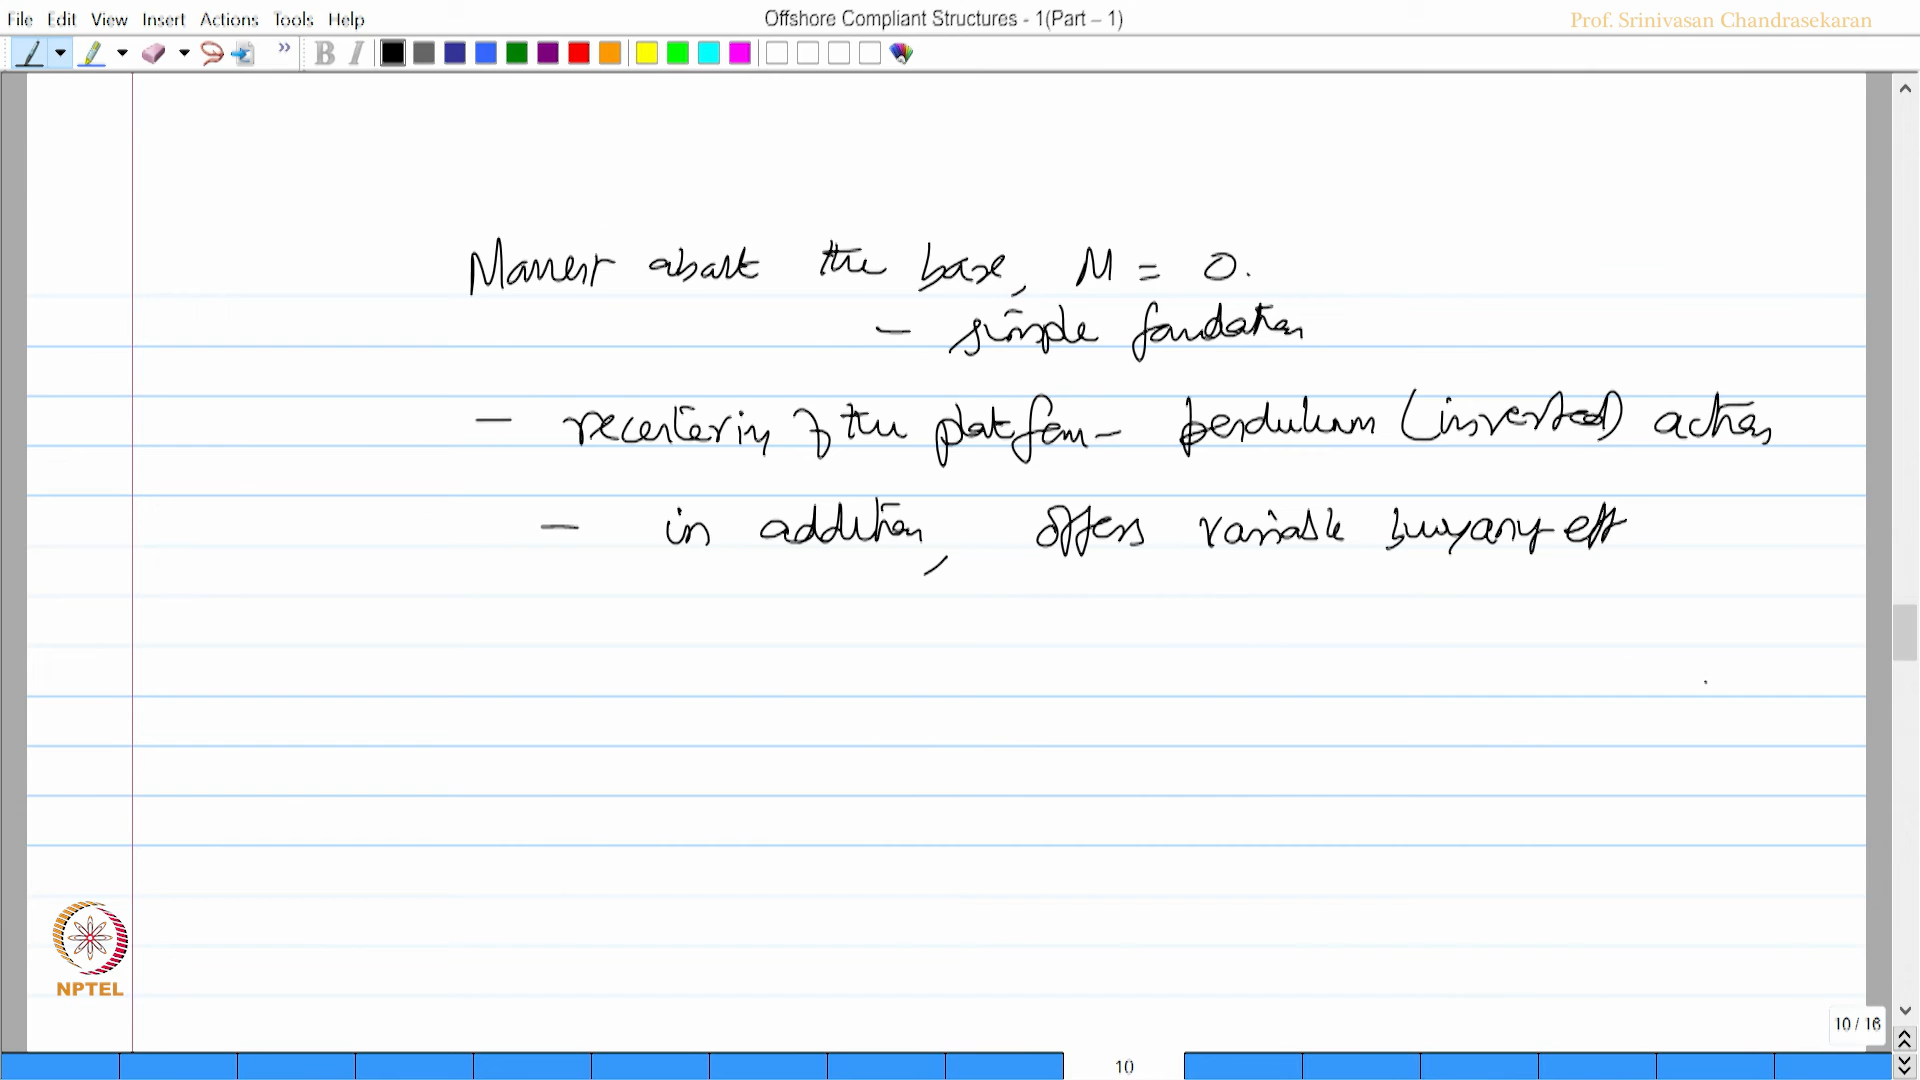 File Edit View Insert Actions Tools Help
Offshore Compliant Structures - 1(Part – 1)
Prof. Srinivasan Chandrasekaran
B I
Moment about the base, M = 0.
- simple foundation
- recentering of the platform - pendulum (inverted) action
- in addition, offers variable buoyancy eff
NPTEL
10 / 16
10